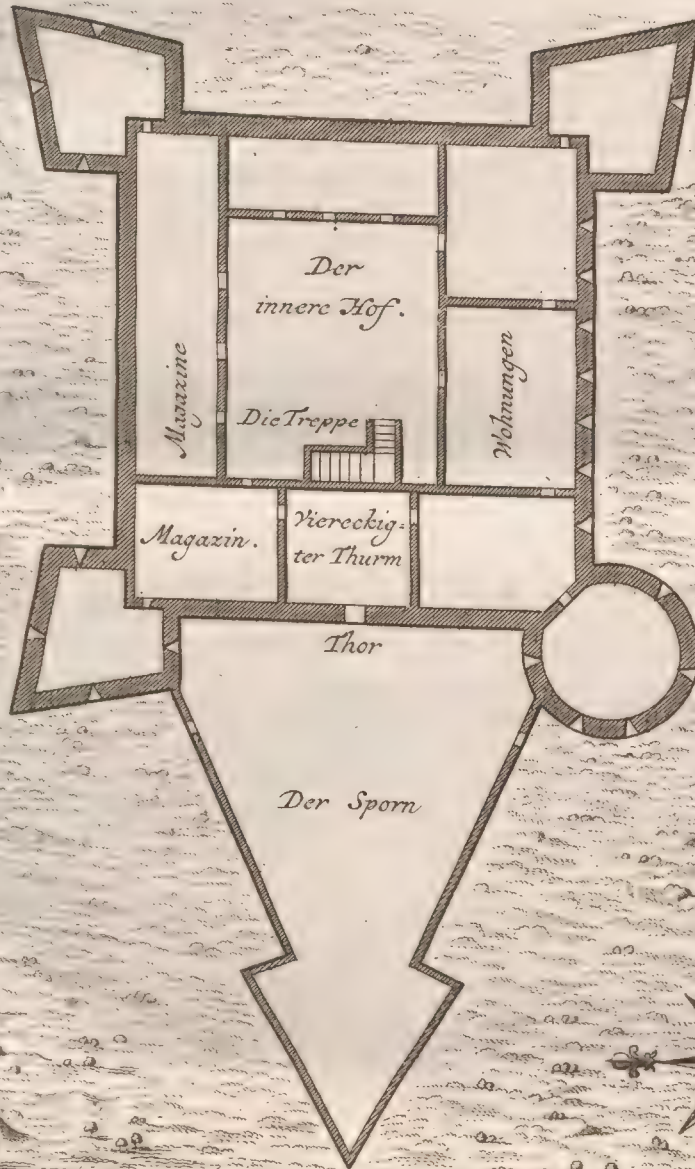 Der
innere Hof.
Magazine
Wohnungen
Die Treppe
Magazin.
Viereckig=
ter Thurm
Thor
Der Sporn